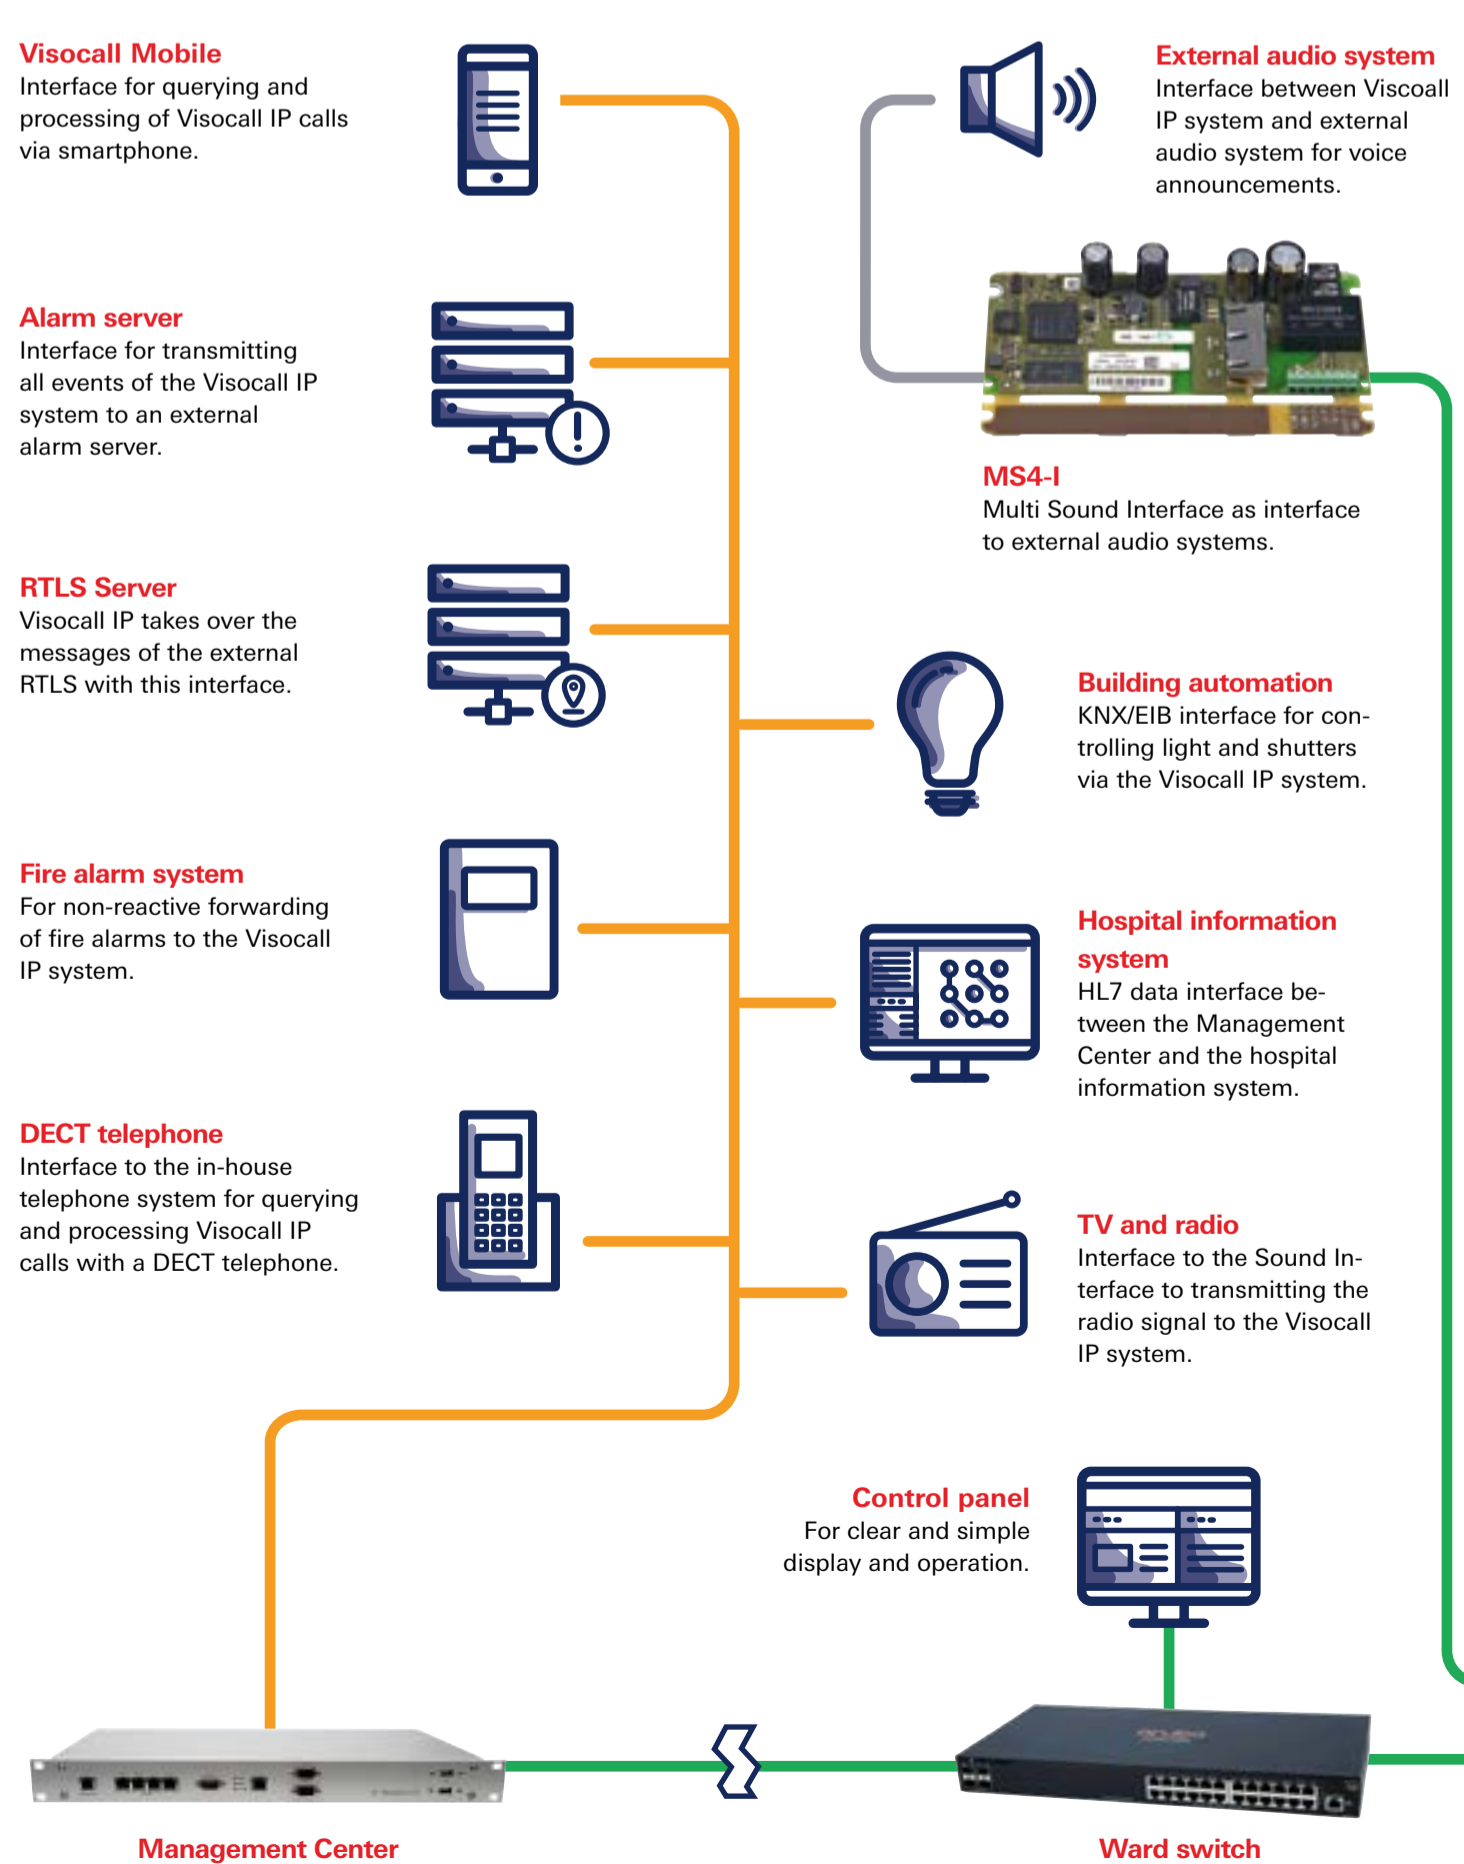 Visocall Mobile
Interface for querying and
processing of Visocall IP calls
via smartphone.
External audio system
Interface between Viscoall
IP system and external
audio system for voice
announcements.
Alarm server
Interface for transmitting
all events of the Visocall IP
system to an external
alarm server.
MS4-I
Multi Sound Interface as interface
to external audio systems.
RTLS Server
Visocall IP takes over the
messages of the external
RTLS with this interface.
Building automation
KNX/EIB interface for con-
trolling light and shutters
via the Visocall IP system.
Fire alarm system
For non-reactive forwarding
of fire alarms to the Visocall
IP system.
Hospital information
system
HL7 data interface be-
tween the Management
Center and the hospital
information system.
DECT telephone
Interface to the in-house
telephone system for querying
and processing Visocall IP
calls with a DECT telephone.
TV and radio
Interface to the Sound In-
terface to transmitting the
radio signal to the Visocall
IP system.
Control panel
For clear and simple
display and operation.
Management Center
Ward switch